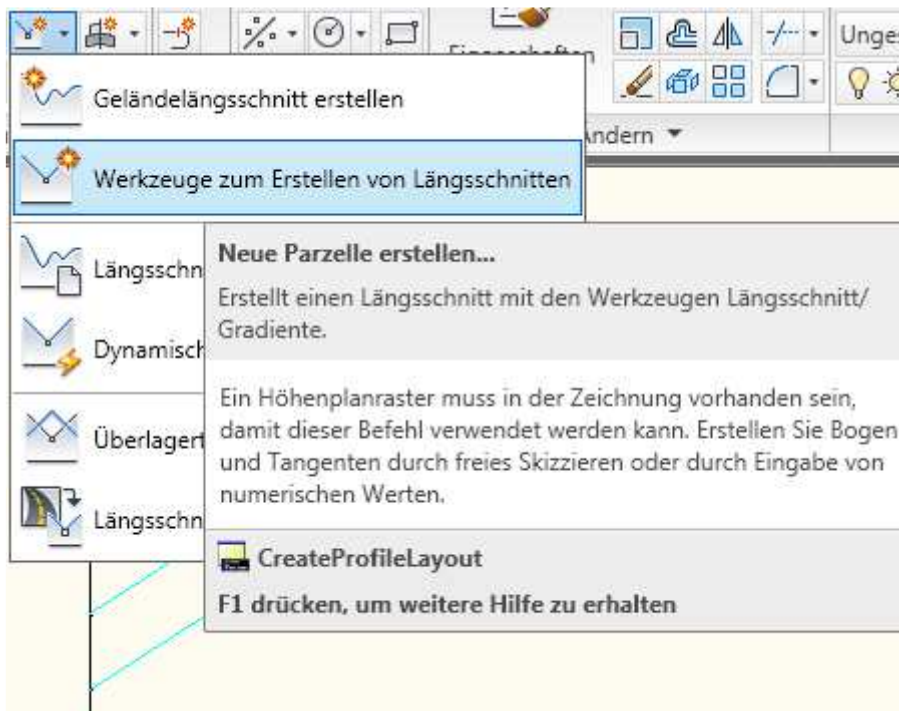 Eigenschaften
Unges
Geländelängsschnitt erstellen
Ändern
Werkzeuge zum Erstellen von Längsschnitten
Längsschn
Neue Parzelle erstellen...
Erstellt einen Längsschnitt mit den Werkzeugen Längsschnitt/
Gradiente.
Dynamisch
Ein Höhenplanraster muss in der Zeichnung vorhanden sein,
Überlagert
damit dieser Befehl verwendet werden kann. Erstellen Sie Bogen
und Tangenten durch freies Skizzieren oder durch Eingabe von
numerischen Werten.
Längsschn
CreateProfileLayout
F1 drücken, um weitere Hilfe zu erhalten